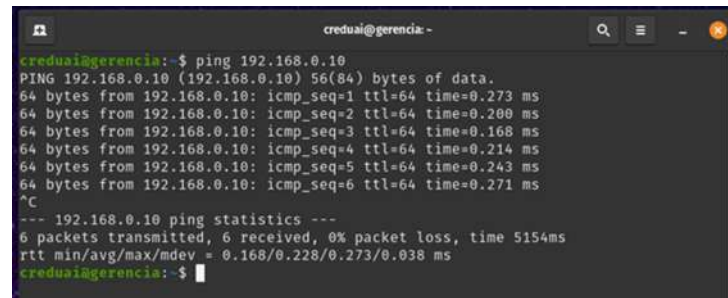 creduai@gerencia: ~
creduai@gerencia:~$ ping 192.168.0.10
PING 192.168.0.10 (192.168.0.10) 56(84) bytes of data.
64 bytes from 192.168.0.10: icmp_seq=1 ttl=64 time=0.273 ms
64 bytes from 192.168.0.10: icmp_seq=2 ttl=64 time=0.200 ms
64 bytes from 192.168.0.10: icmp_seq=3 ttl=64 time=0.168 ms
64 bytes from 192.168.0.10: icmp_seq=4 ttl=64 time=0.214 ms
64 bytes from 192.168.0.10: icmp_seq=5 ttl=64 time=0.243 ms
64 bytes from 192.168.0.10: icmp_seq=6 ttl=64 time=0.271 ms
^C
--- 192.168.0.10 ping statistics ---
6 packets transmitted, 6 received, 0% packet loss, time 5154ms
rtt min/avg/max/mdev = 0.168/0.228/0.273/0.038 ms
creduai@gerencia:~$